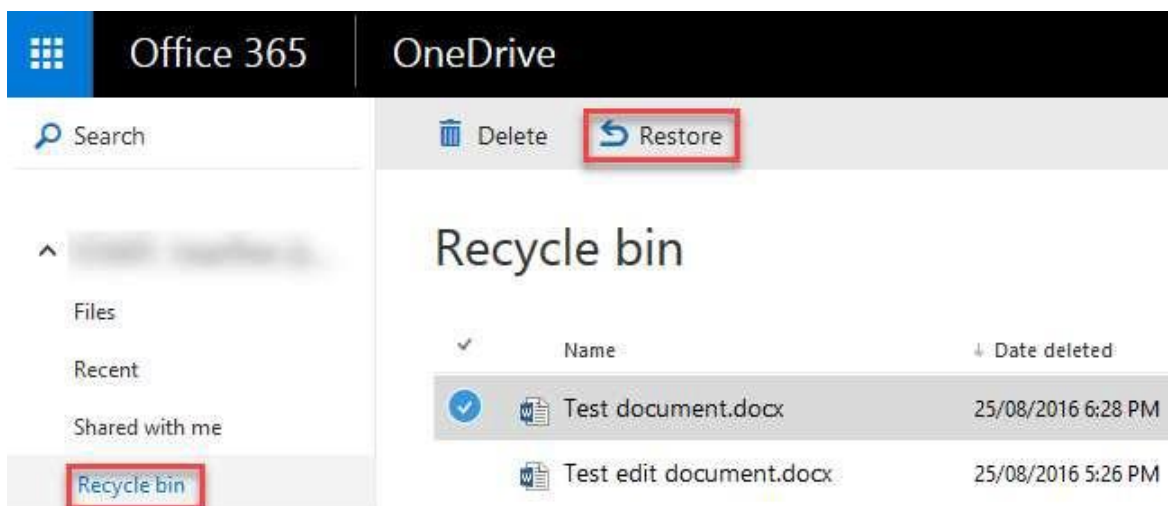 Office 365 OneDrive
Search
Delete Restore
Recycle bin
Files
Recent
Shared with me
Recycle bin
Name Date deleted
Test document.docx 25/08/2016 6:28 PM
Test edit document.docx 25/08/2016 5:26 PM